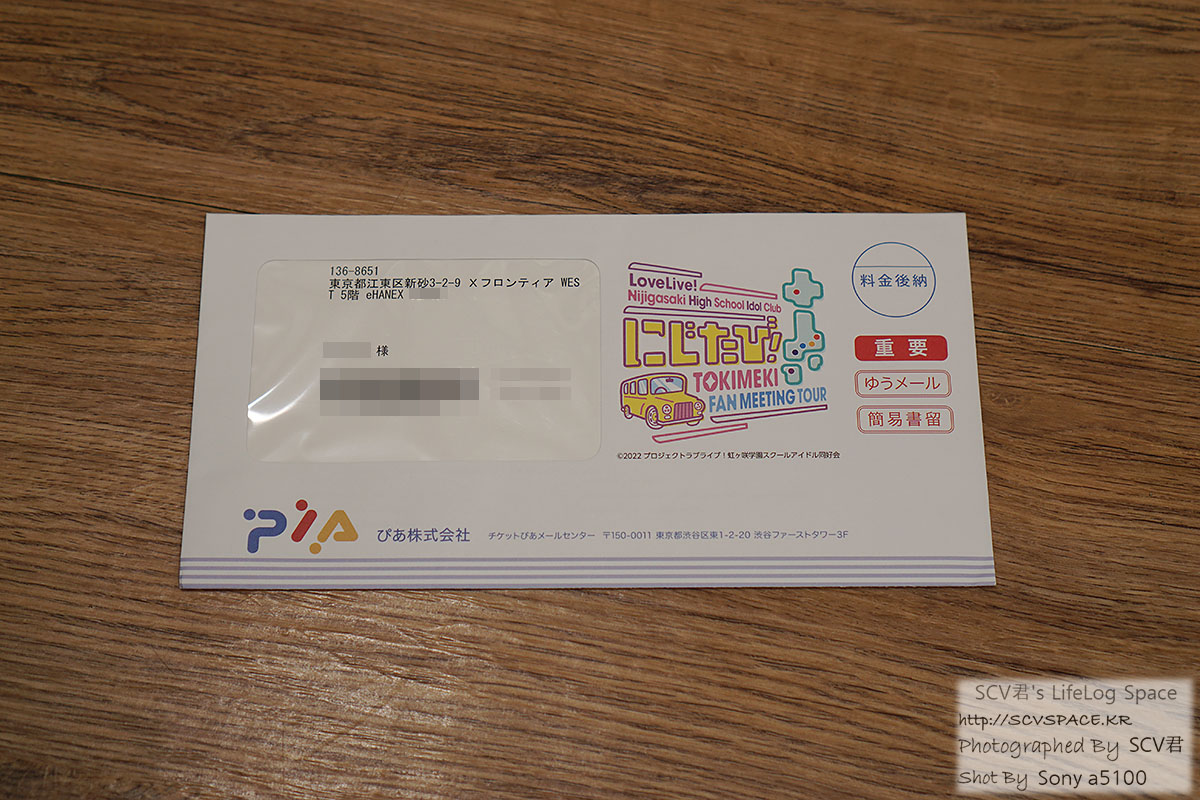 136-8651
東京都江東区新砂3-2-9 Xフロンティア WES
T 5階 eHANEX
様
LoveLive!
Nijigasaki High School Idol Club
にじたび!
TOKIMEKI
FAN MEETING TOUR
©2022 プロジェクトラブライブ!虹ヶ咲学園スクールアイドル同好会
料金後納
重要
ゆうメール
簡易書留
PIA
ぴあ株式会社
チケットぴあメールセンター 〒150-0011 東京都渋谷区東1-2-20 渋谷ファーストタワー3F
SCV君's LifeLog Space
http://SCVSPACE.KR
Photographed By SCV君
Shot By Sony a5100